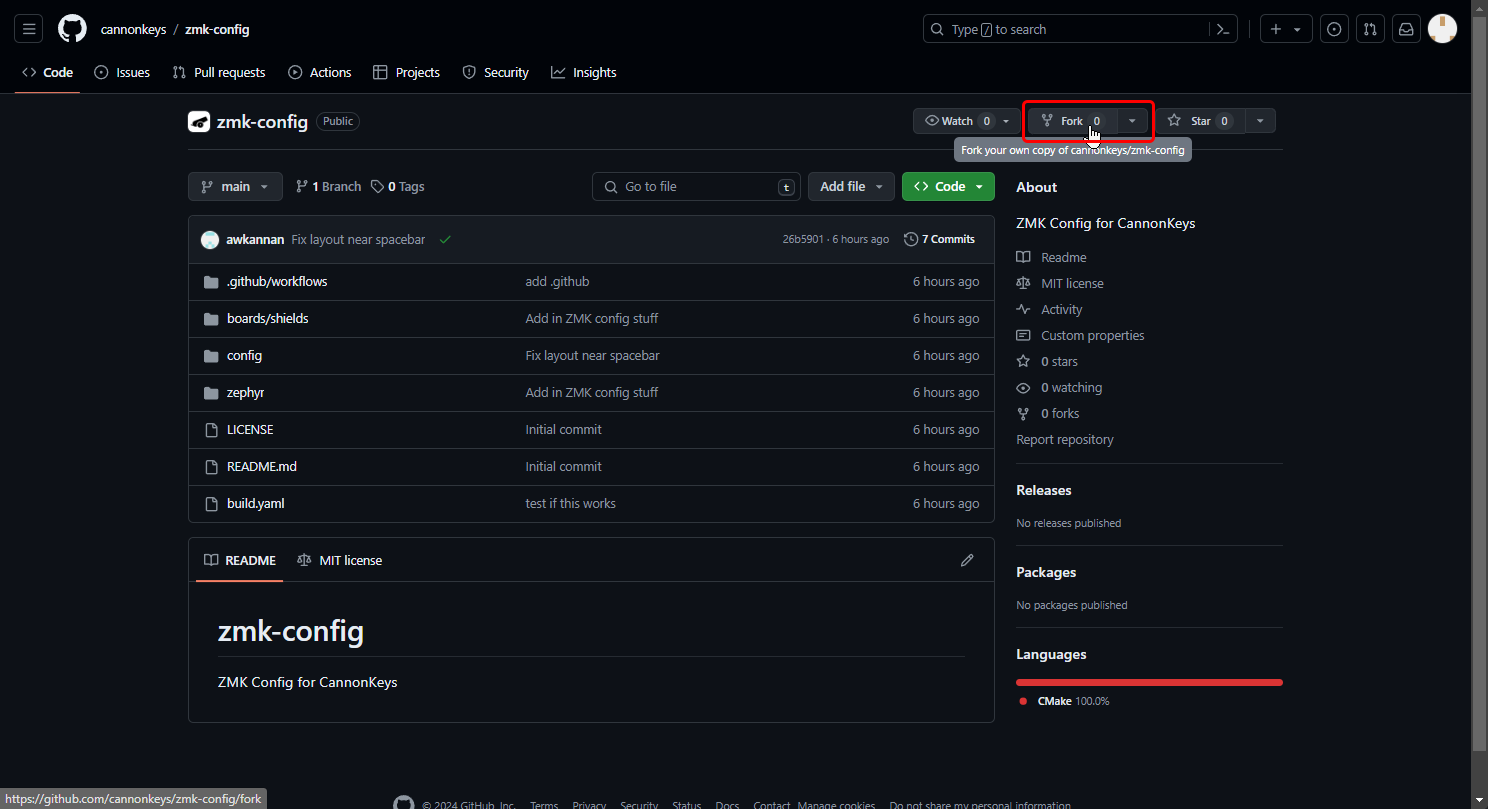 cannonkeys / zmk-config
Type / to search
Code Issues Pull requests Actions Projects Security Insights
zmk-config Public
Watch 0 Fork 0 Star 0
Fork your own copy of cannonkeys/zmk-config
main 1 Branch 0 Tags
Go to file t Add file Code
awkannan Fix layout near spacebar 26b5901 · 6 hours ago 7 Commits
.github/workflows add .github 6 hours ago
boards/shields Add in ZMK config stuff 6 hours ago
config Fix layout near spacebar 6 hours ago
zephyr Add in ZMK config stuff 6 hours ago
LICENSE Initial commit 6 hours ago
README.md Initial commit 6 hours ago
build.yaml test if this works 6 hours ago
README MIT license
zmk-config
ZMK Config for CannonKeys
About
ZMK Config for CannonKeys
Readme
MIT license
Activity
Custom properties
0 stars
0 watching
0 forks
Report repository
Releases
No releases published
Packages
No packages published
Languages
CMake 100.0%
https://github.com/cannonkeys/zmk-config/fork
© 2024 GitHub, Inc. Terms Privacy Security Status Docs Contact Manage cookies Do not share my personal information